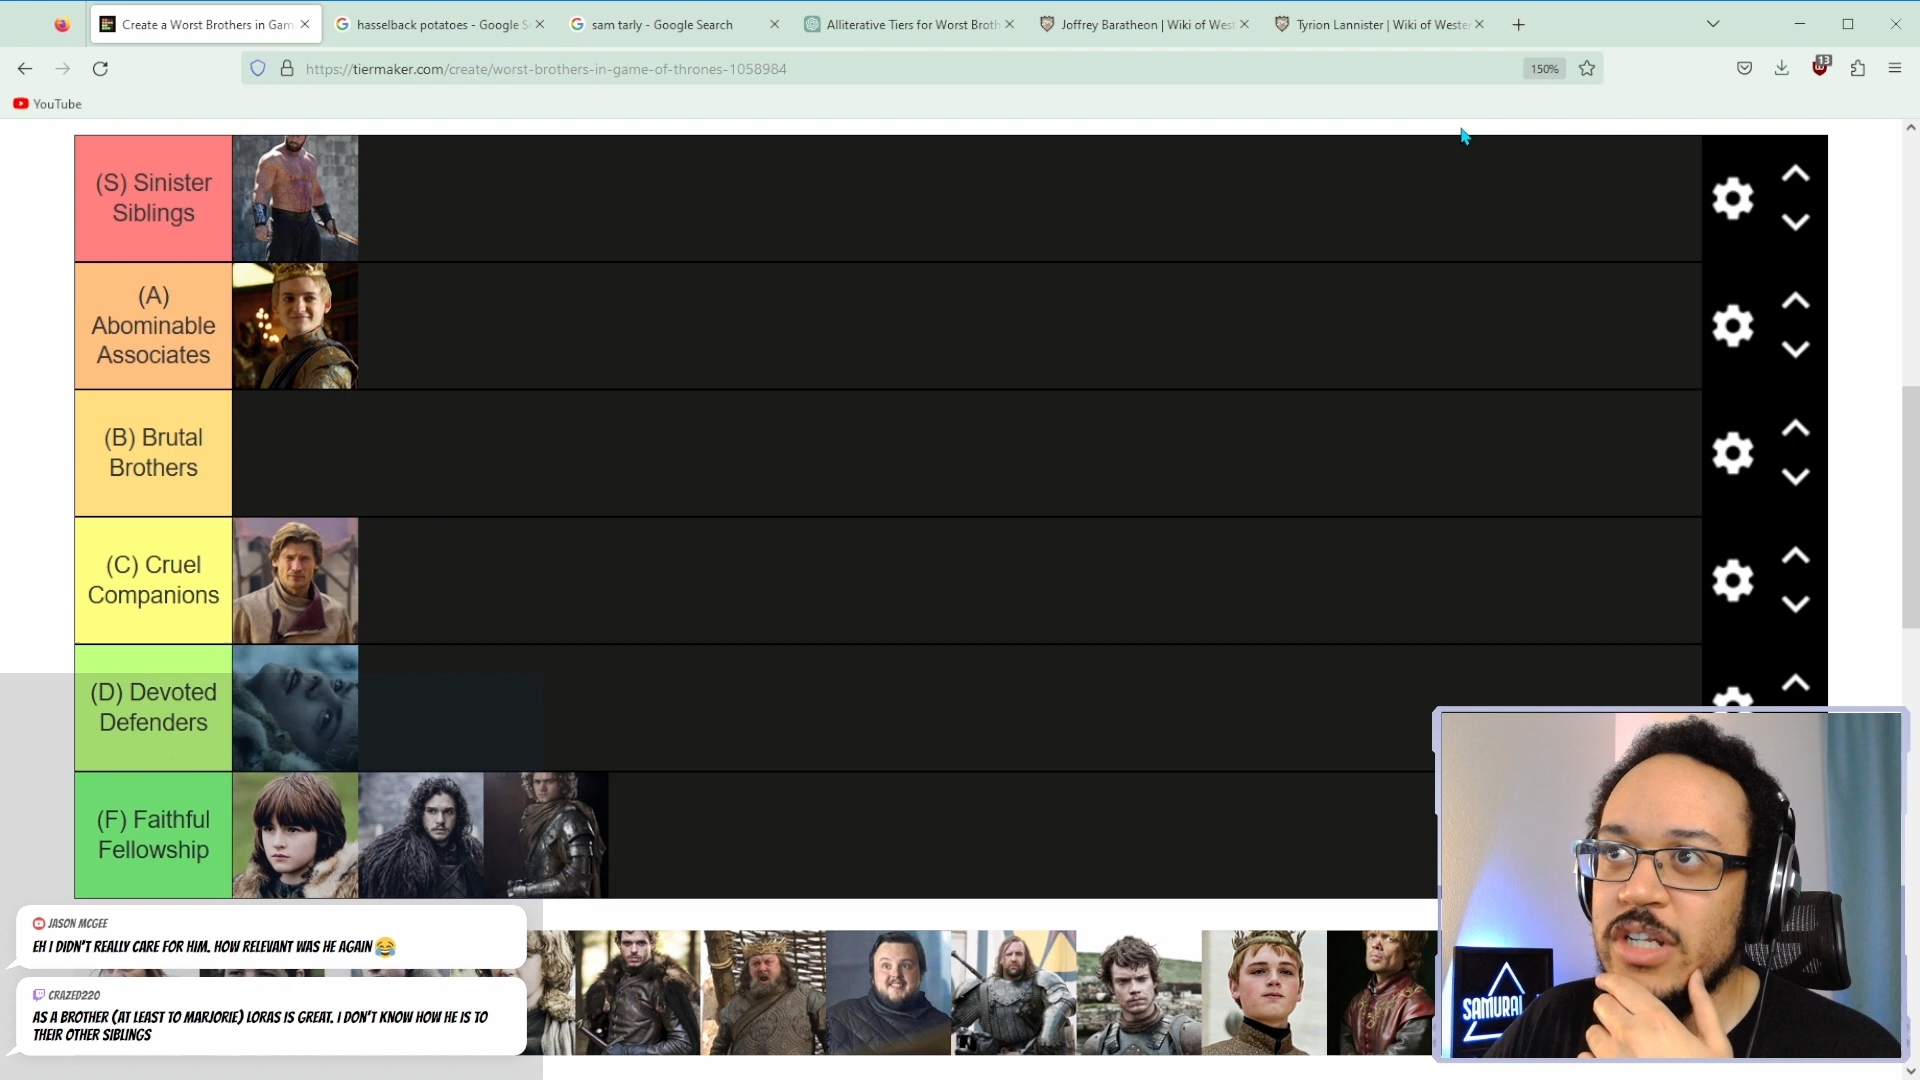 Create a Worst Brothers in Gam
hasselback potatoes - Google S
sam tarly - Google Search
Alliterative Tiers for Worst Broth
Joffrey Baratheon | Wiki of West
Tyrion Lannister | Wiki of Weste
https://tiermaker.com/create/worst-brothers-in-game-of-thrones-1058984
150%
13
YouTube
(S) Sinister
Siblings
(A)
Abominable
Associates
(B) Brutal
Brothers
(C) Cruel
Companions
(D) Devoted
Defenders
(F) Faithful
Fellowship
JASON MCGEE
EH I DIDN'T REALLY CARE FOR HIM. HOW RELEVANT WAS HE AGAIN 😂
CRAZED220
AS A BROTHER (AT LEAST TO MARJORIE) LORAS IS GREAT. I DON'T KNOW HOW HE IS TO
THEIR OTHER SIBLINGS
SAMURAI